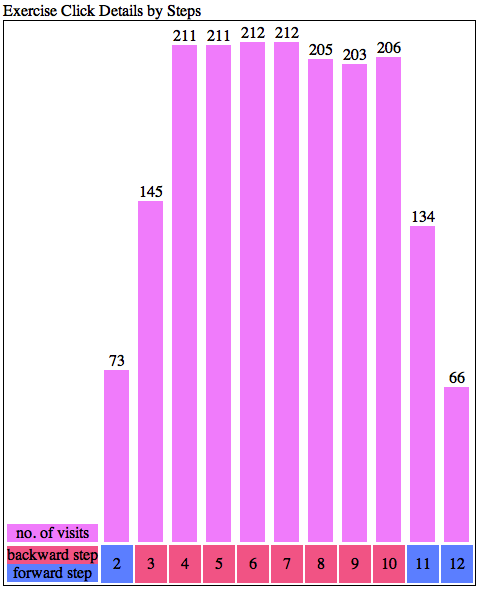 Exercise Click Details by Steps
211 211 212 212 205 203 206
145
134
73
66
no. of visits
backward step
forward step
2 3 4 5 6 7 8 9 10 11 12